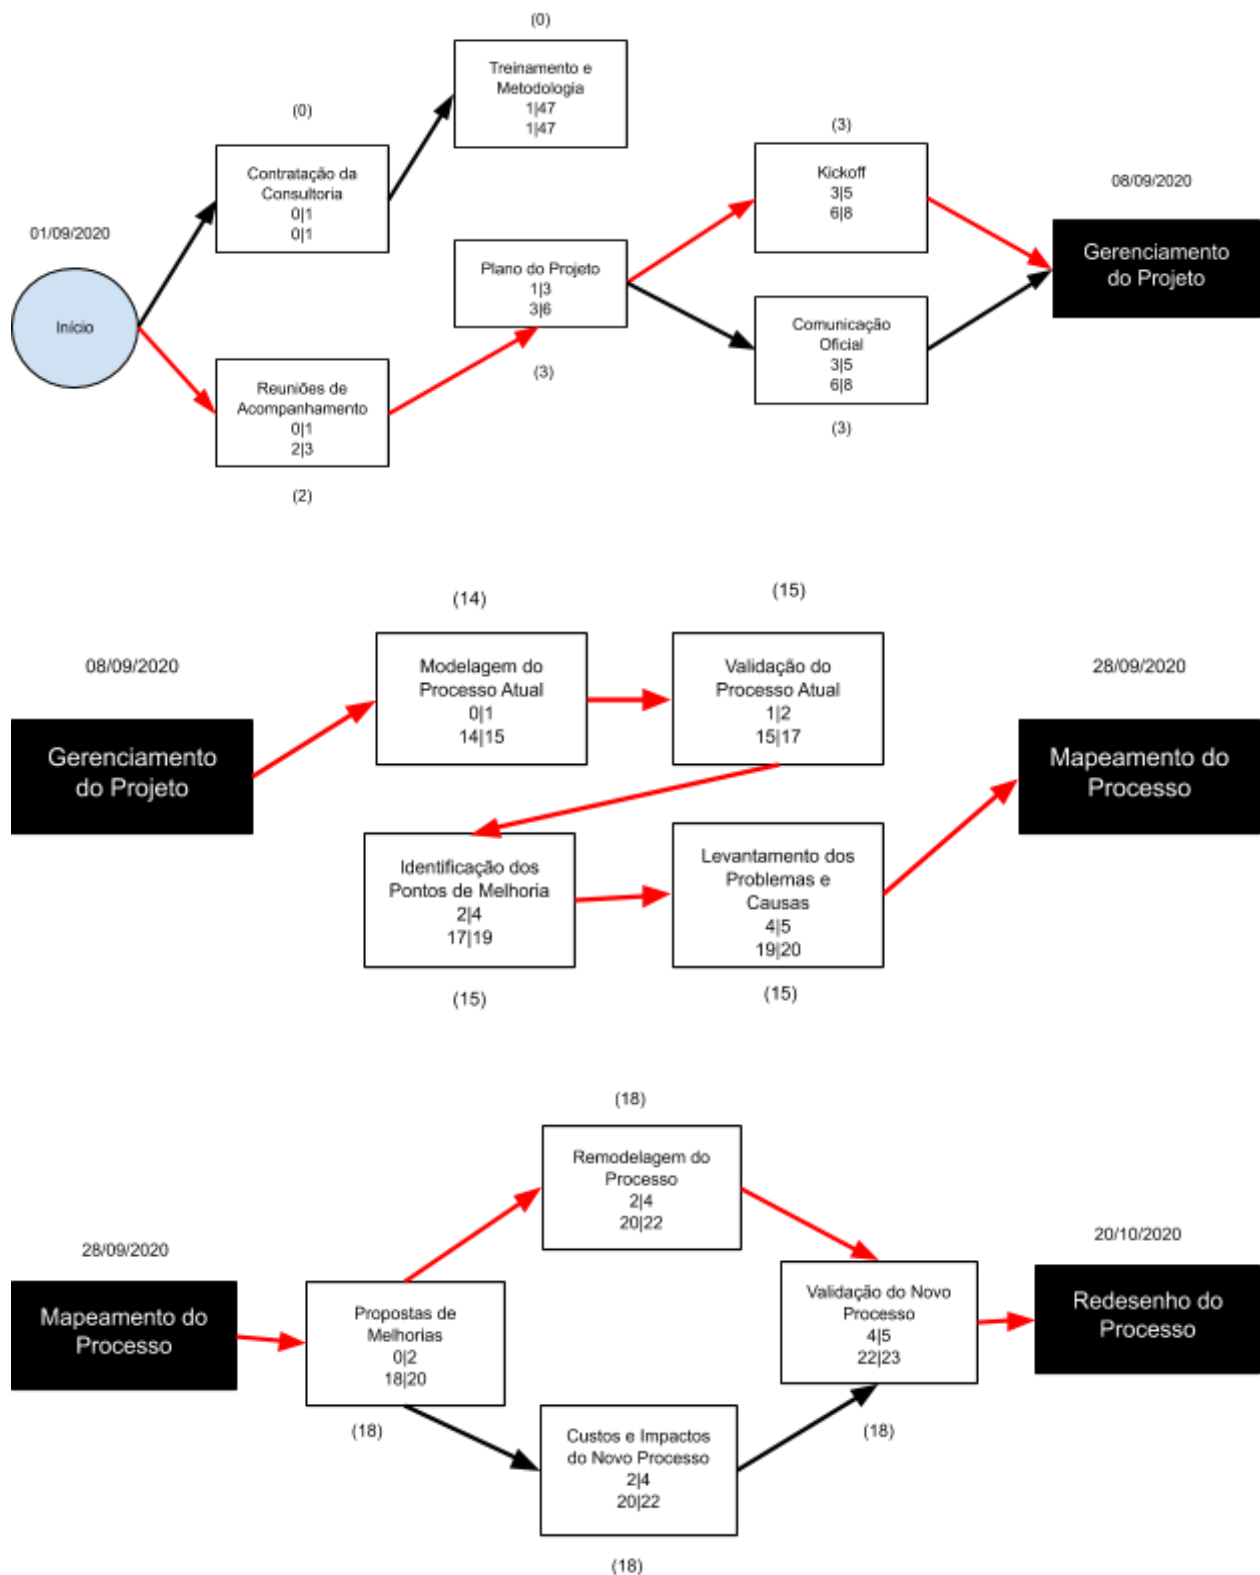 (0)
Treinamento e
Metodologia
1|47
1|47
(0)
Contratação da
Consultoria
0|1
0|1
01/09/2020
Início
Reuniões de
Acompanhamento
0|1
2|3
(2)
Plano do Projeto
1|3
3|6
(3)
(3)
Kickoff
3|5
6|8
Comunicação
Oficial
3|5
6|8
(3)
08/09/2020
Gerenciamento
do Projeto
08/09/2020
Gerenciamento
do Projeto
(14)
Modelagem do
Processo Atual
0|1
14|15
(15)
Validação do
Processo Atual
1|2
15|17
Identificação dos
Pontos de Melhoria
2|4
17|19
(15)
Levantamento dos
Problemas e
Causas
4|5
19|20
(15)
28/09/2020
Mapeamento do
Processo
28/09/2020
Mapeamento do
Processo
Propostas de
Melhorias
0|2
18|20
(18)
(18)
Remodelagem do
Processo
2|4
20|22
Custos e Impactos
do Novo Processo
2|4
20|22
(18)
Validação do Novo
Processo
4|5
22|23
(18)
20/10/2020
Redesenho do
Processo